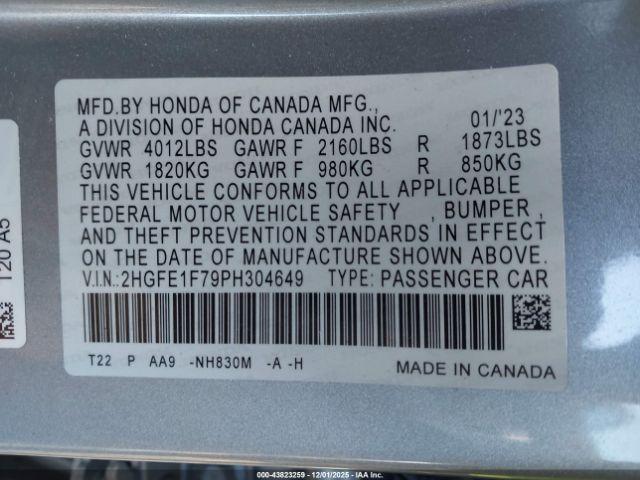 MFD.BY HONDA OF CANADA MFG.,
A DIVISION OF HONDA CANADA INC. 01/'23
GVWR 4012LBS GAWR F 2160LBS R 1873LBS
GVWR 1820KG GAWR F 980KG R 850KG
THIS VEHICLE CONFORMS TO ALL APPLICABLE
FEDERAL MOTOR VEHICLE SAFETY , BUMPER ,
AND THEFT PREVENTION STANDARDS IN EFFECT
ON THE DATE OF MANUFACTURE SHOWN ABOVE.
V.I.N.: 2HGFE1F79PH304649 TYPE: PASSENGER CAR
T22 P AA9 -NH830M -A -H
MADE IN CANADA
T20 A5
000-43823259 • 12/01/2025 • IAA Inc.